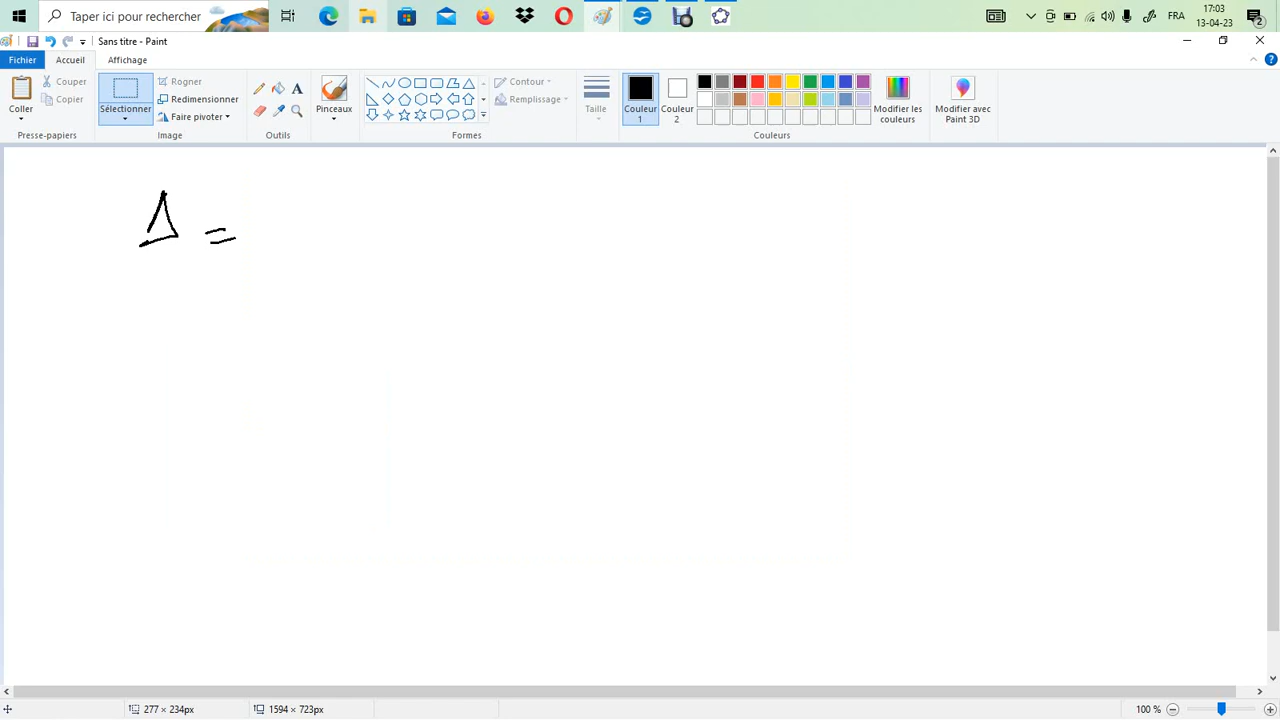 Taper ici pour rechercher
FRA
17:03
13-04-23
2
Sans titre - Paint
Fichier
Accueil
Affichage
Coller
Couper
Copier
Presse-papiers
Sélectionner
Rogner
Redimensionner
Faire pivoter
Image
A
Outils
Pinceaux
Contour
Remplissage
Formes
Taille
Couleur
1
Couleur
2
Modifier les
couleurs
Couleurs
Modifier avec
Paint 3D
Δ =
277 × 234px
1594 × 723px
100 %